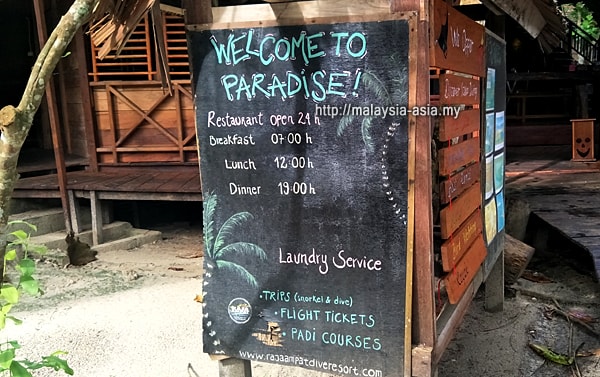 WELCOME TO
PARADISE!
http://malaysia-asia.my
Restaurant open 24 h
Breakfast 07:00 h
Lunch 12:00 h
Dinner 19:00 h
Laundry Service
• TRIPS (snorkel & dive)
• FLIGHT TICKETS
• PADI COURSES
www.rajaampatdiveresort.com